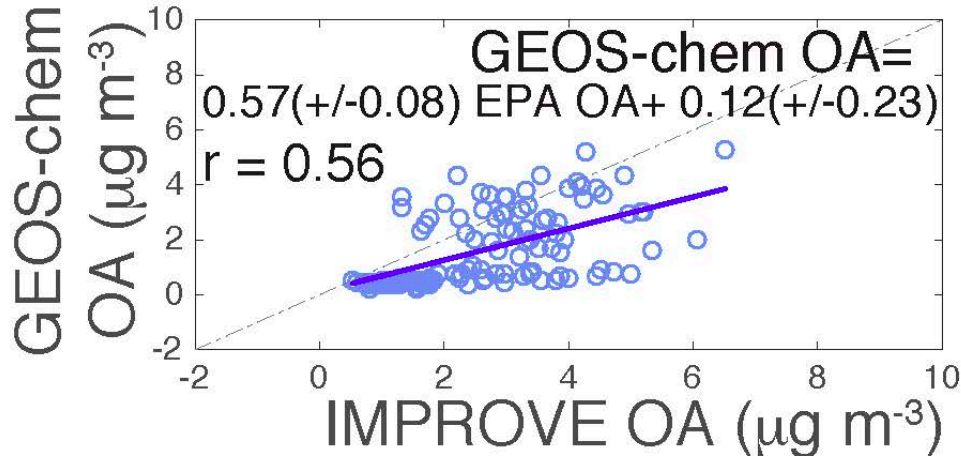 GEOS-chem
OA (μg m-3)
10
8
6
4
2
0
-2
GEOS-chem OA=
0.57(+/-0.08) EPA OA+ 0.12(+/-0.23)
r = 0.56
-2 0 2 4 6 8 10
IMPROVE OA (μg m-3)